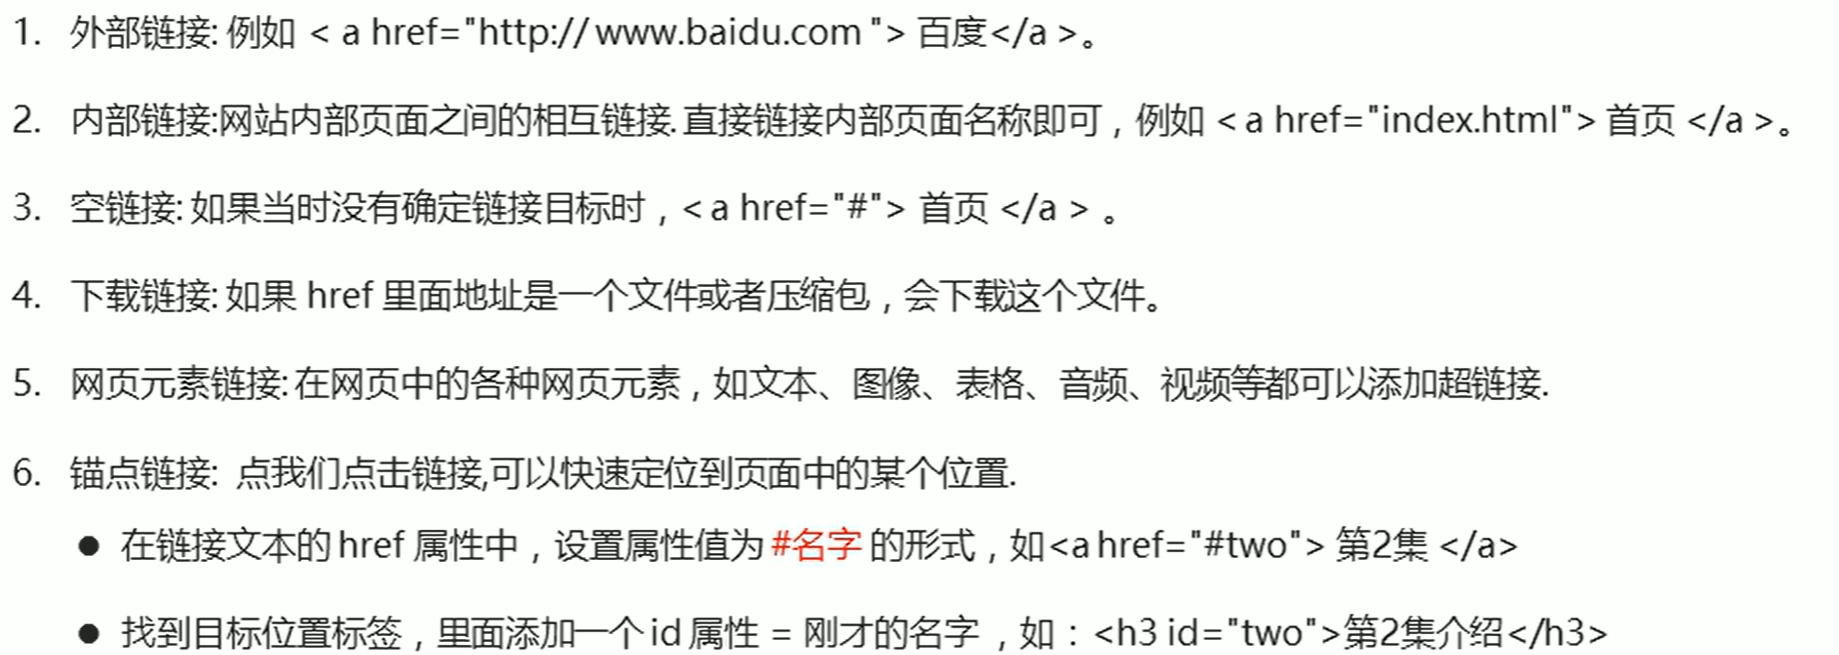 1. 外部链接: 例如 < a href="http:// www.baidu.com "> 百度</a >。
2. 内部链接:网站内部页面之间的相互链接. 直接链接内部页面名称即可，例如 < a href="index.html"> 首页 </a >。
3. 空链接: 如果当时没有确定链接目标时，< a href="#"> 首页 </a > 。
4. 下载链接: 如果 href 里面地址是一个文件或者压缩包，会下载这个文件。
5. 网页元素链接: 在网页中的各种网页元素，如文本、图像、表格、音频、视频等都可以添加超链接.
6. 锚点链接: 点我们点击链接,可以快速定位到页面中的某个位置.
● 在链接文本的 href 属性中，设置属性值为 #名字 的形式，如<a href="#two"> 第2集 </a>
● 找到目标位置标签，里面添加一个 id 属性 = 刚才的名字 ，如：<h3 id="two">第2集介绍</h3>